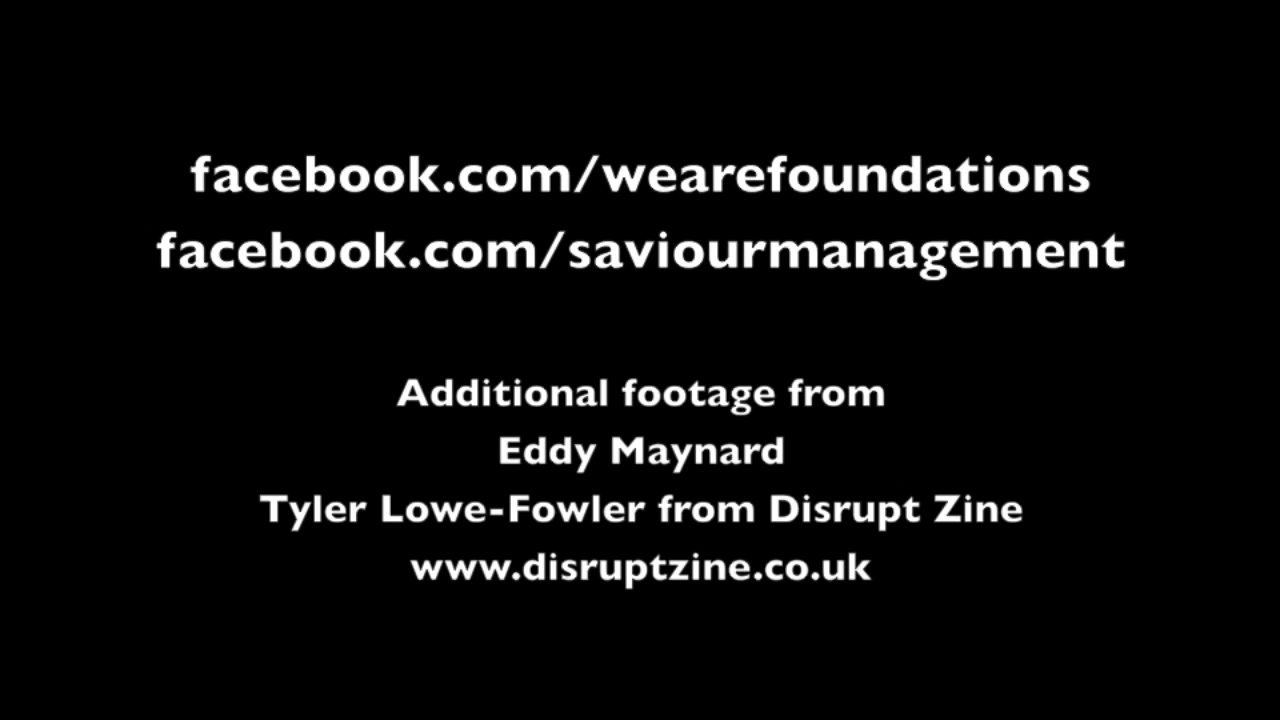 facebook.com/wearefoundations
facebook.com/saviourmanagement
Additional footage from
Eddy Maynard
Tyler Lowe-Fowler from Disrupt Zine
www.disruptzine.co.uk